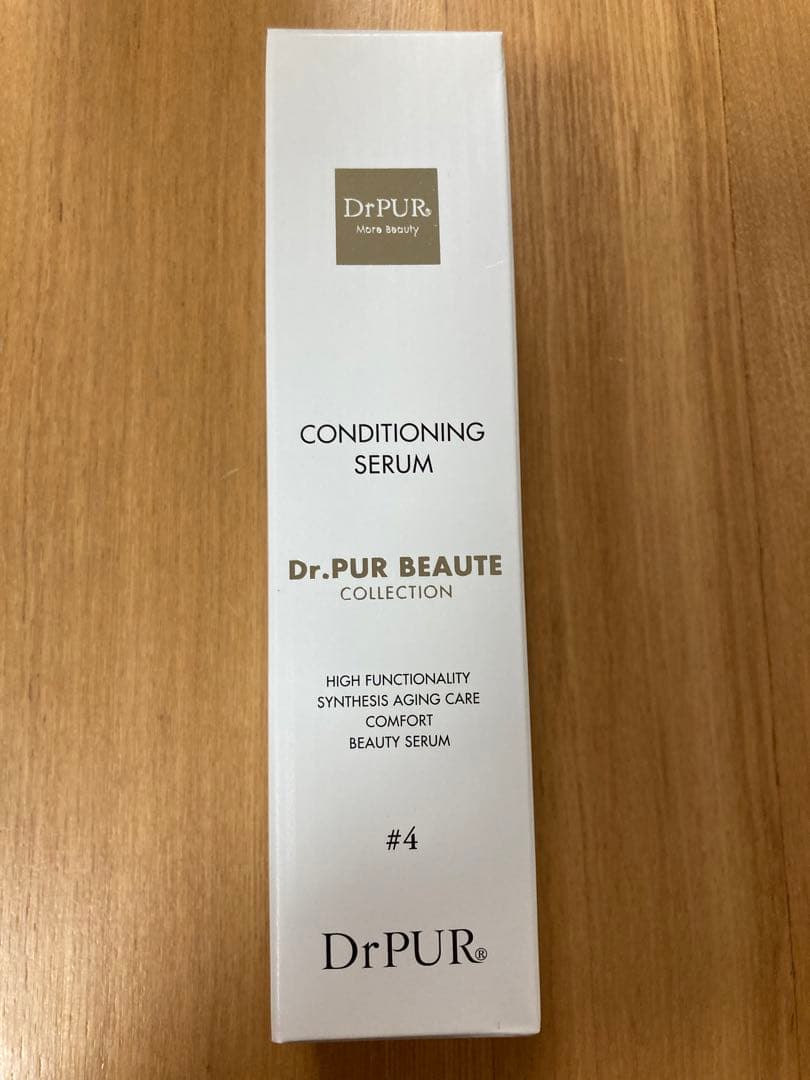 DrPUR®
More Beauty
CONDITIONING
SERUM
Dr.PUR BEAUTE
COLLECTION
HIGH FUNCTIONALITY
SYNTHESIS AGING CARE
COMFORT
BEAUTY SERUM
#4
DrPUR®